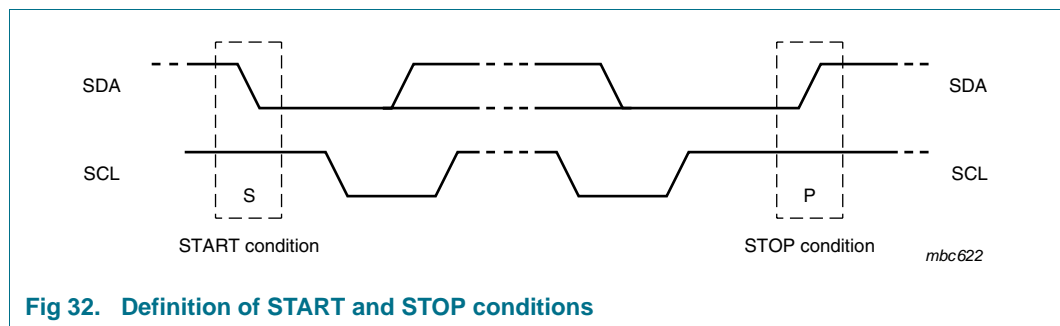 SDA SDA
SCL SCL
S P
START condition STOP condition
mbc622
Fig 32. Definition of START and STOP conditions